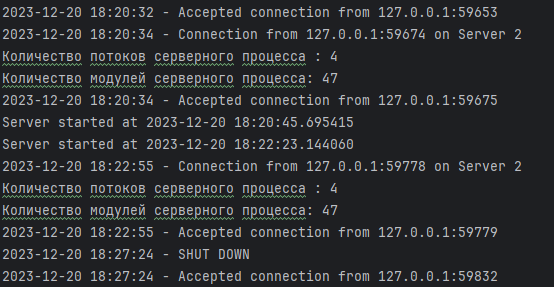 2023-12-20 18:20:32 - Accepted connection from 127.0.0.1:59653
2023-12-20 18:20:34 - Connection from 127.0.0.1:59674 on Server 2
Количество потоков серверного процесса : 4
Количество модулей серверного процесса: 47
2023-12-20 18:20:34 - Accepted connection from 127.0.0.1:59675
Server started at 2023-12-20 18:20:45.695415
Server started at 2023-12-20 18:22:23.144060
2023-12-20 18:22:55 - Connection from 127.0.0.1:59778 on Server 2
Количество потоков серверного процесса : 4
Количество модулей серверного процесса: 47
2023-12-20 18:22:55 - Accepted connection from 127.0.0.1:59779
2023-12-20 18:27:24 - SHUT DOWN
2023-12-20 18:27:24 - Accepted connection from 127.0.0.1:59832